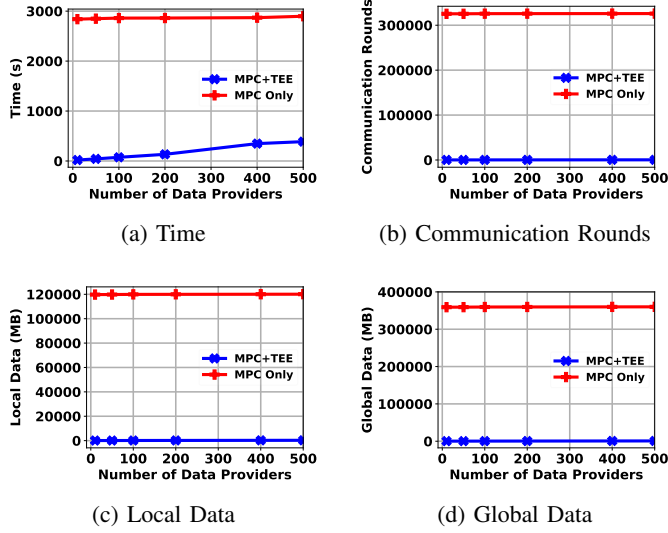 3000
2000
1000
0
Time (s)
MPC+TEE
MPC Only
0 100 200 300 400 500
Number of Data Providers
(a) Time
300000
200000
100000
0
Communication Rounds
MPC+TEE
MPC Only
0 100 200 300 400 500
Number of Data Providers
(b) Communication Rounds
120000
100000
80000
60000
40000
20000
0
Local Data (MB)
MPC+TEE
MPC Only
0 100 200 300 400 500
Number of Data Providers
(c) Local Data
400000
300000
200000
100000
0
Global Data (MB)
MPC+TEE
MPC Only
0 100 200 300 400 500
Number of Data Providers
(d) Global Data